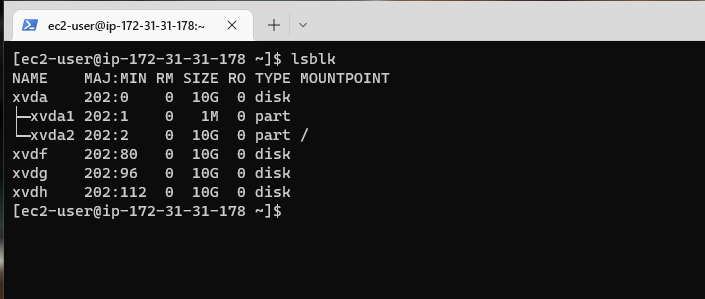 ec2-user@ip-172-31-31-178:~
[ec2-user@ip-172-31-31-178 ~]$ lsblk
NAME    MAJ:MIN RM SIZE RO TYPE MOUNTPOINT
xvda    202:0    0  10G  0 disk
├─xvda1 202:1    0   1M  0 part
└─xvda2 202:2    0  10G  0 part /
xvdf    202:80   0  10G  0 disk
xvdg    202:96   0  10G  0 disk
xvdh    202:112  0  10G  0 disk
[ec2-user@ip-172-31-31-178 ~]$